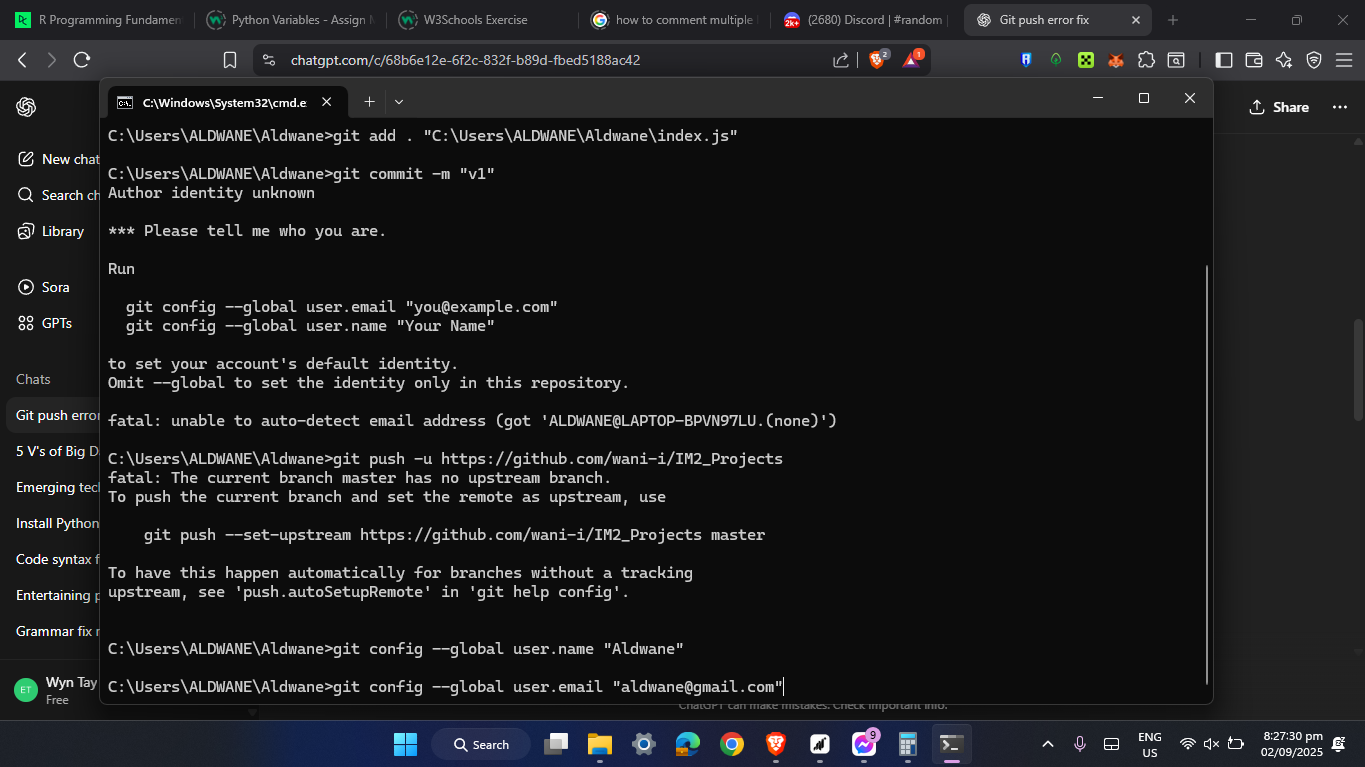 R Programming Fundamen
Python Variables - Assign M
W3Schools Exercise
how to comment multiple
2k+
(2680) Discord | #random
Git push error fix
chatgpt.com/c/68b6e12e-6f2c-832f-b89d-fbed5188ac42
2
1
C:\Windows\System32\cmd.e
Share
New chat
Search ch
Library
Sora
GPTs
Chats
Git push error
5 V's of Big D
Emerging tech
Install Python
Code syntax f
Entertaining p
Grammar fix r
ET
Wyn Tay
Free
C:\Users\ALDWANE\Aldwane>git add . "C:\Users\ALDWANE\Aldwane\index.js"
C:\Users\ALDWANE\Aldwane>git commit -m "v1"
Author identity unknown
*** Please tell me who you are.
Run
git config --global user.email "you@example.com"
git config --global user.name "Your Name"
to set your account's default identity.
Omit --global to set the identity only in this repository.
fatal: unable to auto-detect email address (got 'ALDWANE@LAPTOP-BPVN97LU.(none)')
C:\Users\ALDWANE\Aldwane>git push -u https://github.com/wani-i/IM2_Projects
fatal: The current branch master has no upstream branch.
To push the current branch and set the remote as upstream, use
git push --set-upstream https://github.com/wani-i/IM2_Projects master
To have this happen automatically for branches without a tracking
upstream, see 'push.autoSetupRemote' in 'git help config'.
C:\Users\ALDWANE\Aldwane>git config --global user.name "Aldwane"
C:\Users\ALDWANE\Aldwane>git config --global user.email "aldwane@gmail.com"
ChatGPT can make mistakes. Check important info.
Search
9
ENG
US
8:27:30 pm
02/09/2025